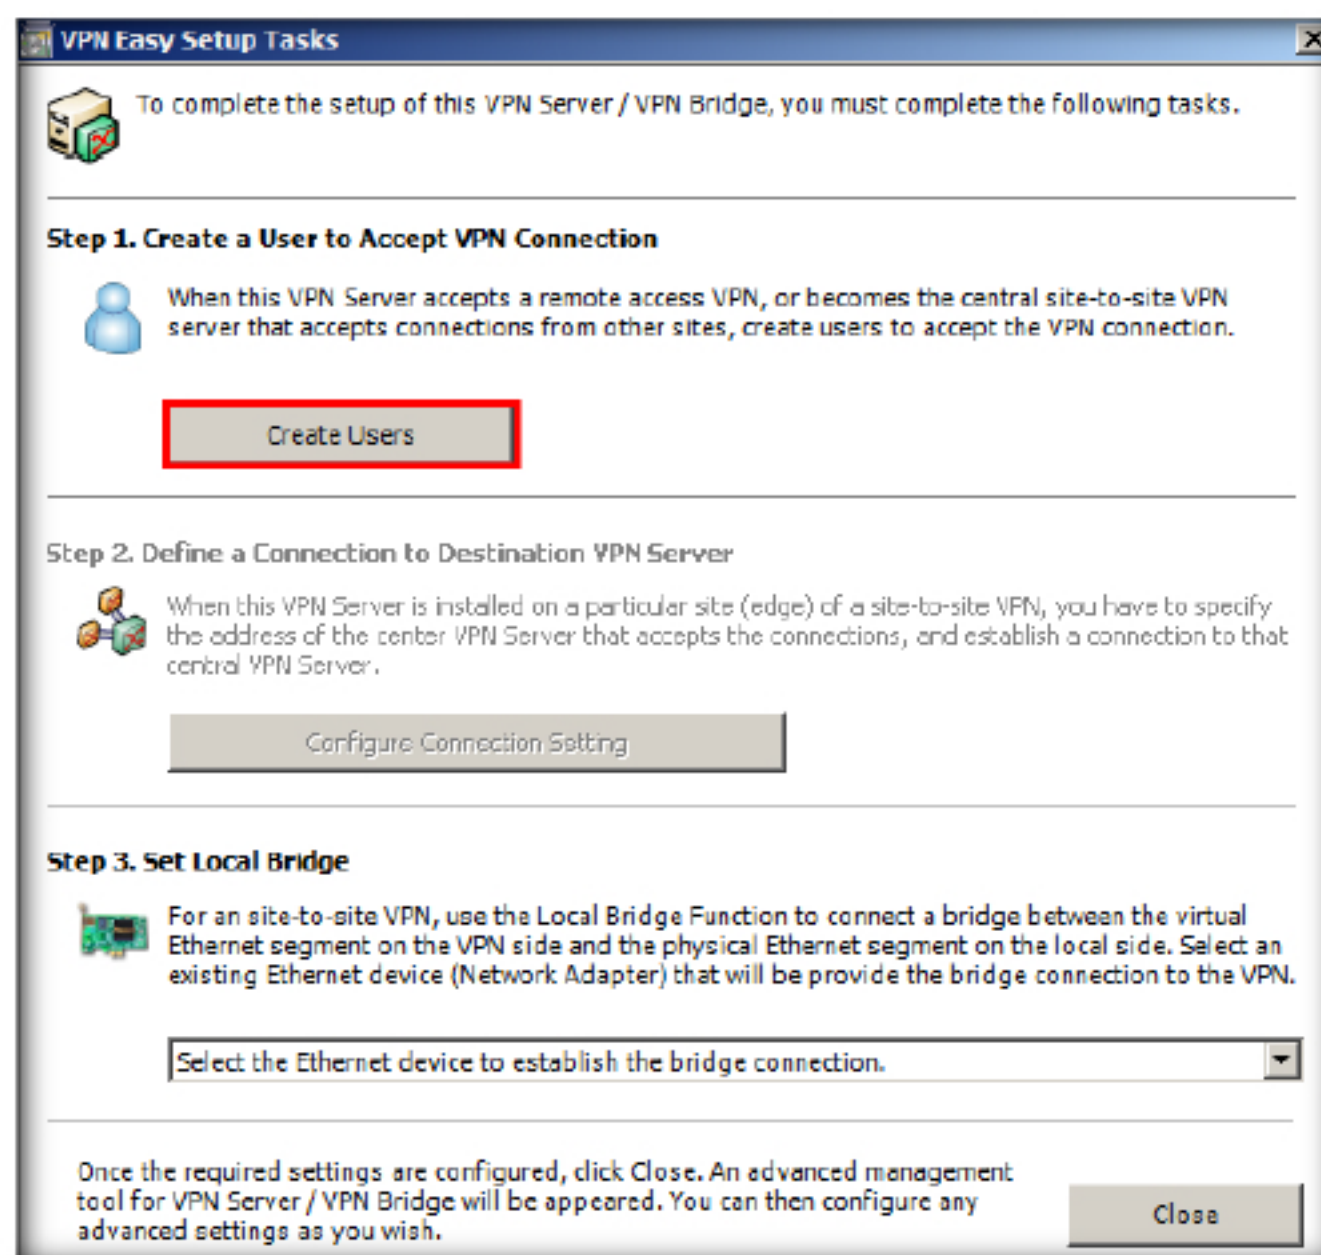 VPN Easy Setup Tasks
To complete the setup of this VPN Server / VPN Bridge, you must complete the following tasks.
Step 1. Create a User to Accept VPN Connection
When this VPN Server accepts a remote access VPN, or becomes the central site-to-site VPN
server that accepts connections from other sites, create users to accept the VPN connection.
Create Users
Step 2. Define a Connection to Destination VPN Server
When this VPN Server is installed on a particular site (edge) of a site-to-site VPN, you have to specify
the address of the center VPN Server that accepts the connections, and establish a connection to that
central VPN Server.
Configure Connection Setting
Step 3. Set Local Bridge
For an site-to-site VPN, use the Local Bridge Function to connect a bridge between the virtual
Ethernet segment on the VPN side and the physical Ethernet segment on the local side. Select an
existing Ethernet device (Network Adapter) that will be provide the bridge connection to the VPN.
Select the Ethernet device to establish the bridge connection.
Once the required settings are configured, click Close. An advanced management
tool for VPN Server / VPN Bridge will be appeared. You can then configure any
advanced settings as you wish.
Close